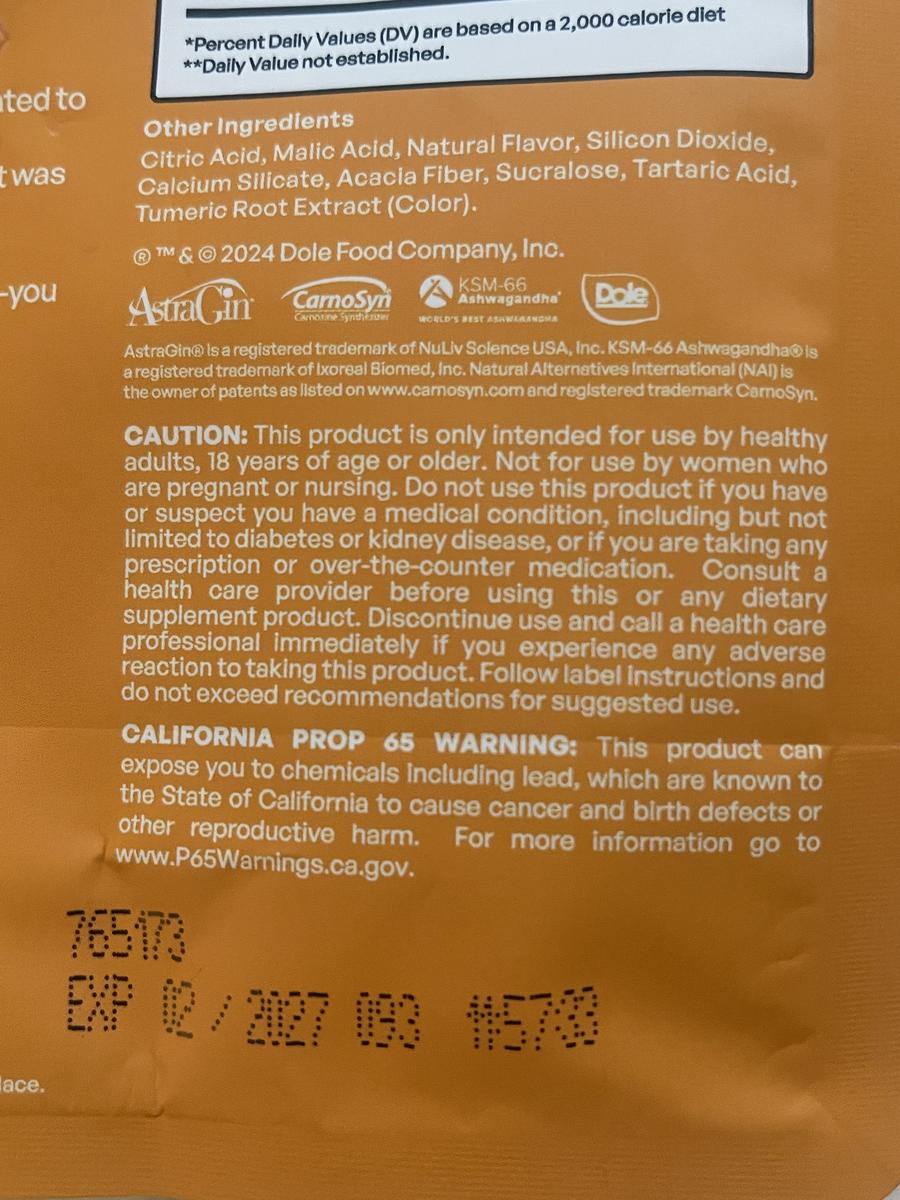 *Percent Daily Values (DV) are based on a 2,000 calorie diet
**Daily Value not established.
ated to
t was
-you
lace.
Other Ingredients
Citric Acid, Malic Acid, Natural Flavor, Silicon Dioxide,
Calcium Silicate, Acacia Fiber, Sucralose, Tartaric Acid,
Tumeric Root Extract (Color).
® ™ & © 2024 Dole Food Company, Inc.
AstraGin®
CarnoSyn®
Carnosine Synthesizer
KSM-66
Ashwagandha®
WORLD'S BEST ASHWAGANDHA
Dole
AstraGin® is a registered trademark of NuLiv Science USA, Inc. KSM-66 Ashwagandha® is
a registered trademark of Ixoreal Biomed, Inc. Natural Alternatives International (NAI) is
the owner of patents as listed on www.carnosyn.com and registered trademark CarnoSyn.
CAUTION: This product is only intended for use by healthy
adults, 18 years of age or older. Not for use by women who
are pregnant or nursing. Do not use this product if you have
or suspect you have a medical condition, including but not
limited to diabetes or kidney disease, or if you are taking any
prescription or over-the-counter medication. Consult a
health care provider before using this or any dietary
supplement product. Discontinue use and call a health care
professional immediately if you experience any adverse
reaction to taking this product. Follow label instructions and
do not exceed recommendations for suggested use.
CALIFORNIA PROP 65 WARNING: This product can
expose you to chemicals including lead, which are known to
the State of California to cause cancer and birth defects or
other reproductive harm. For more information go to
www.P65Warnings.ca.gov.
765173
EXP 02/2027 093